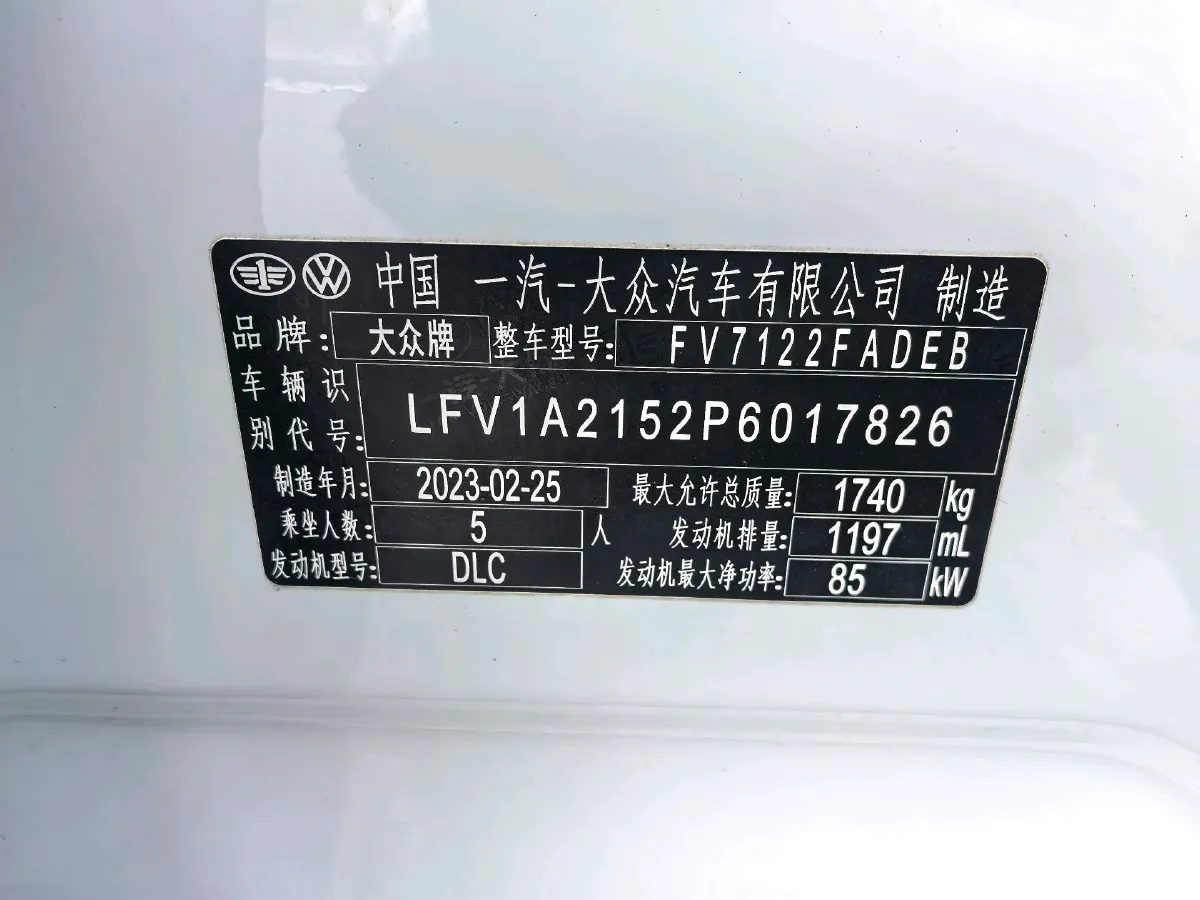 中国 一汽-大众汽车有限公司 制造
品牌: 大众牌 整车型号: FV7122FADEB
车辆识别代号: LFV1A2152P6017826
制造年月: 2023-02-25 最大允许总质量: 1740 kg
乘坐人数: 5 人 发动机排量: 1197 mL
发动机型号: DLC 发动机最大净功率: 85 kW